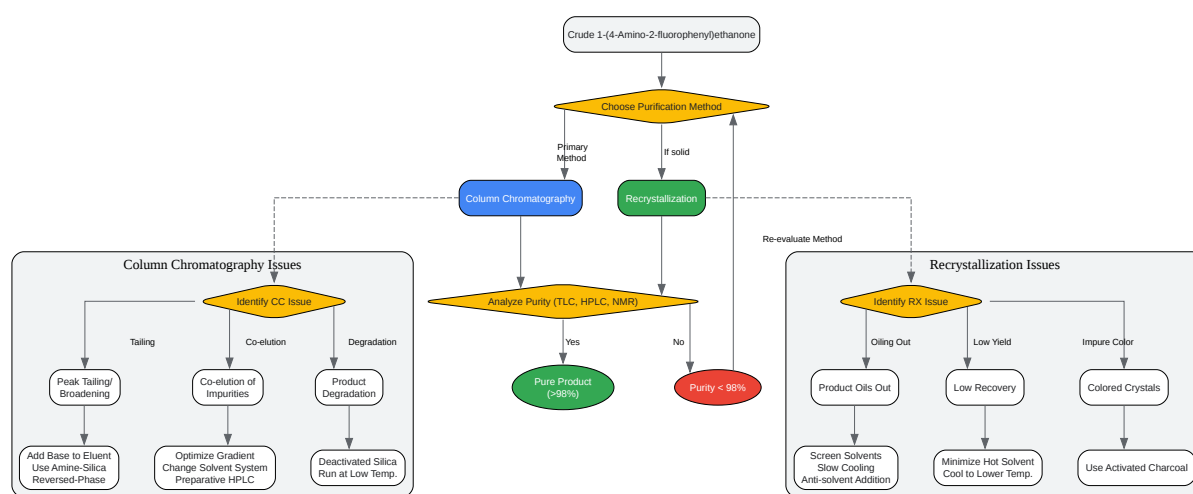 Crude 1-(4-Amino-2-fluorophenyl)ethanone
Choose Purification Method
Primary
Method
If solid
Column Chromatography
Recrystallization
Re-evaluate Method
Column Chromatography Issues
Identify CC Issue
Tailing
Co-elution
Degradation
Peak Tailing/
Broadening
Co-elution of
Impurities
Product
Degradation
Add Base to Eluent
Use Amine-Silica
Reversed-Phase
Optimize Gradient
Change Solvent System
Preparative HPLC
Deactivated Silica
Run at Low Temp.
Analyze Purity (TLC, HPLC, NMR)
Yes
No
Pure Product
(>98%)
Purity < 98%
Recrystallization Issues
Identify RX Issue
Oiling Out
Low Yield
Impure Color
Product Oils Out
Low Recovery
Colored Crystals
Screen Solvents
Slow Cooling
Anti-solvent Addition
Minimize Hot Solvent
Cool to Lower Temp.
Use Activated Charcoal